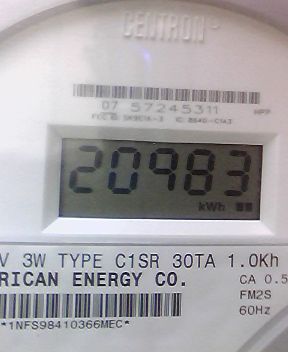 CENTRON®
07 57245311
20983
kWh
V 3W TYPE C1SR 30TA 1.0Kh
RICAN ENERGY CO.
CA 0.5
FM2S
60Hz
*1NFS98410366MEC*